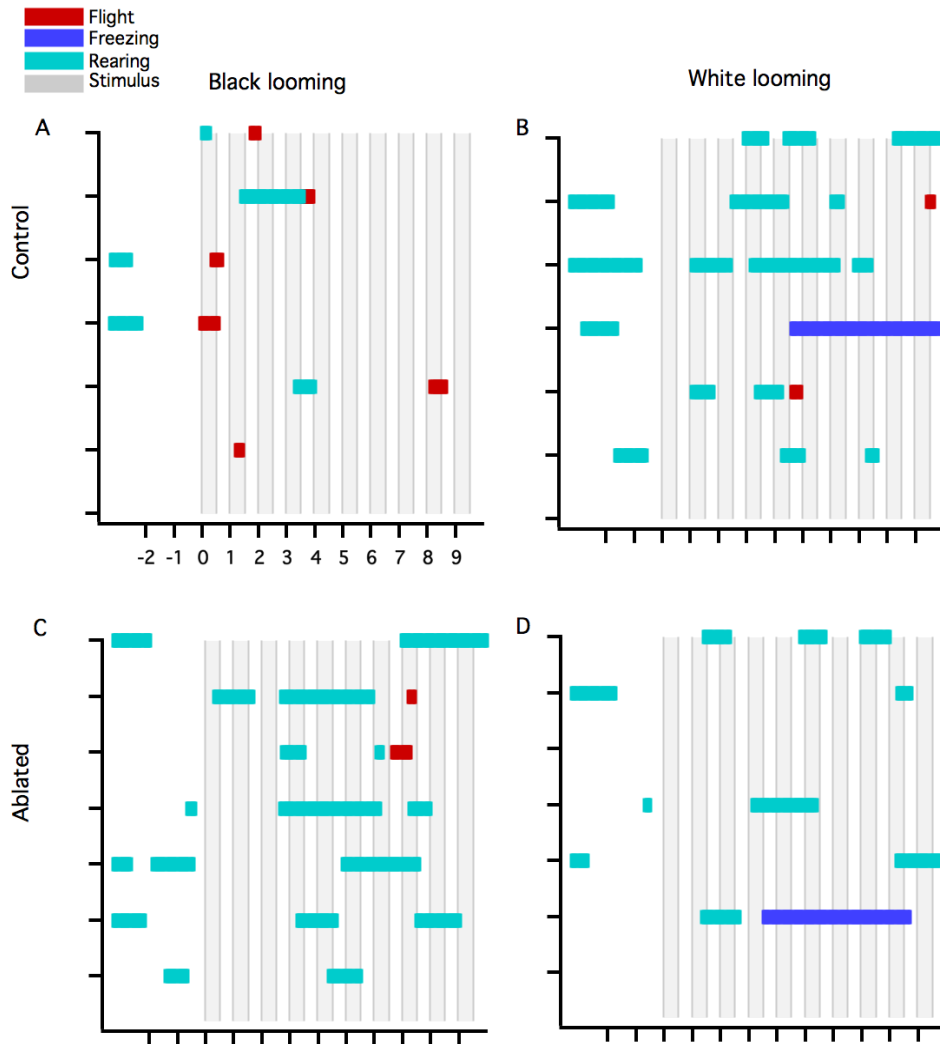 Flight
Freezing
Rearing
Stimulus
Black looming
White looming
A
B
Control
-2 -1 0 1 2 3 4 5 6 7 8 9
C
D
Ablated